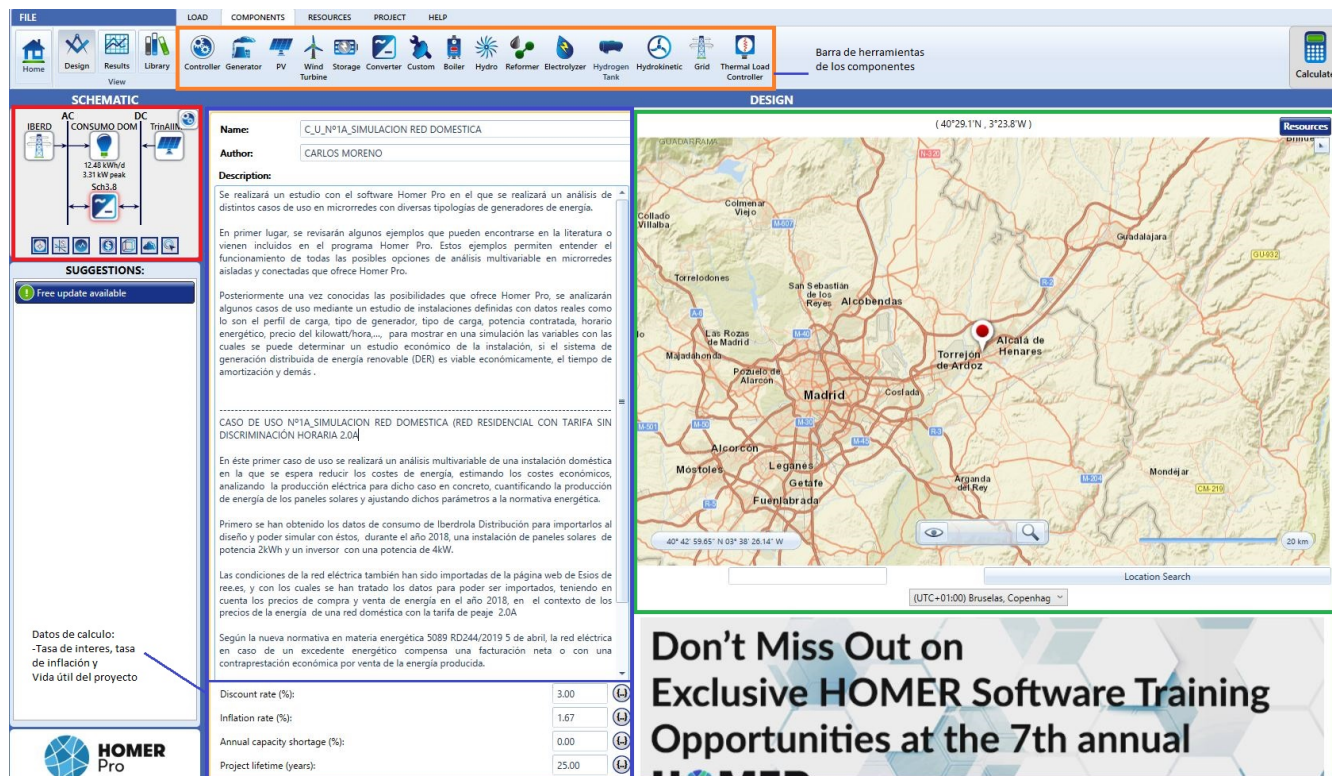 FILE
LOAD COMPONENTS RESOURCES PROJECT HELP
Home
Design
Results
Library
View
Controller
Generator
PV
Wind Turbine
Storage
Converter
Custom
Boiler
Hydro
Reformer
Electrolyzer
Hydrogen Tank
Hydrokinetic
Grid
Thermal Load Controller
Barra de herramientas
de los componentes
Calculate
SCHEMATIC
DESIGN
AC DC
IBERD CONSUMO DOM
12.48 kWh/d
3.31 kW peak
Sch3.8
SUGGESTIONS:
Free update available
Datos de calculo:
-Tasa de interes, tasa
de inflación y
Vida útil del proyecto
HOMER
Pro
Name: C_U_Nº1A_SIMULACION RED DOMESTICA
Author: CARLOS MORENO
Description:
Se realizará un estudio con el software Homer Pro en el que se realizará un análisis de
distintos casos de uso en microrredes con diversas tipologías de generadores de energía.
En primer lugar, se revisarán algunos ejemplos que pueden encontrarse en la literatura o
vienen incluidos en el programa Homer Pro. Estos ejemplos permiten entender el
funcionamiento de todas las posibles opciones de análisis multivariable en microrredes
aisladas y conectadas que ofrece Homer Pro.
Posteriormente una vez conocidas las posibilidades que ofrece Homer Pro, se analizarán
algunos casos de uso mediante un estudio de instalaciones definidas con datos reales como
lo son el perfil de carga, tipo de generador, tipo de carga, potencia contratada, horario
energético, precio del kilowatt/hora,..., para mostrar en una simulación las variables con las
cuales se puede determinar un estudio económico de la instalación, si el sistema de
generación distribuida de energía renovable (DER) es viable económicamente, el tiempo de
amortización y demás .
CASO DE USO Nº1A_SIMULACION RED DOMESTICA (RED RESIDENCIAL CON TARIFA SIN
DISCRIMINACIÓN HORARIA 2.0A
En éste primer caso de uso se realizará un análisis multivariable de una instalación doméstica
en la que se espera reducir los costes de energía, estimando los costes económicos,
analizando la producción eléctrica para dicho caso en concreto, cuantificando la producción
de energía de los paneles solares y ajustando dichos parámetros a la normativa energética.
Primero se han obtenido los datos de consumo de Iberdrola Distribución para importarlos al
diseño y poder simular con éstos, durante el año 2018, una instalación de paneles solares de
potencia 2kWh y un inversor con una potencia de 4kW.
Las condiciones de la red eléctrica también han sido importadas de la página web de Esios de
ree.es, y con los cuales se han tratado los datos para poder ser importados, teniendo en
cuenta los precios de compra y venta de energía en el año 2018, en el contexto de los
precios de la energía de una red doméstica con la tarifa de peaje 2.0A
Según la nueva normativa en materia energética 5089 RD244/2019 5 de abril, la red eléctrica
en caso de un excedente energético compensa una facturación neta o con una
contraprestación económica por venta de la energía producida.
Discount rate (%): 3.00
Inflation rate (%): 1.67
Annual capacity shortage (%): 0.00
Project lifetime (years): 25.00
( 40°29.1'N , 3°23.8'W )
Resources
GUADARRAMA
N-320
Colmenar
Viejo
Collado
Villalba
M-607
Guadalajara
GU-932
R-2
Torrelodones
San Sebastián
de los
Reyes
Alcobendas
A-6
Las Rozas
de Madrid
M-40
Majadahonda
Alcalá de
Henares
Torrejón
de Ardoz
Pozuelo de
Alarcón
Madrid
Coslada
M-501
M-50
M-30
M-45
R-3
Alcorcón
Móstoles
Leganés
Getafe
Fuenlabrada
R-5
Arganda
del Rey
M-204
Mondéjar
CM-219
40° 42' 59.65" N 03° 38' 26.14" W
20 km
Location Search
(UTC+01:00) Bruselas, Copenhag
Don't Miss Out on
Exclusive HOMER Software Training
Opportunities at the 7th annual
HOMER